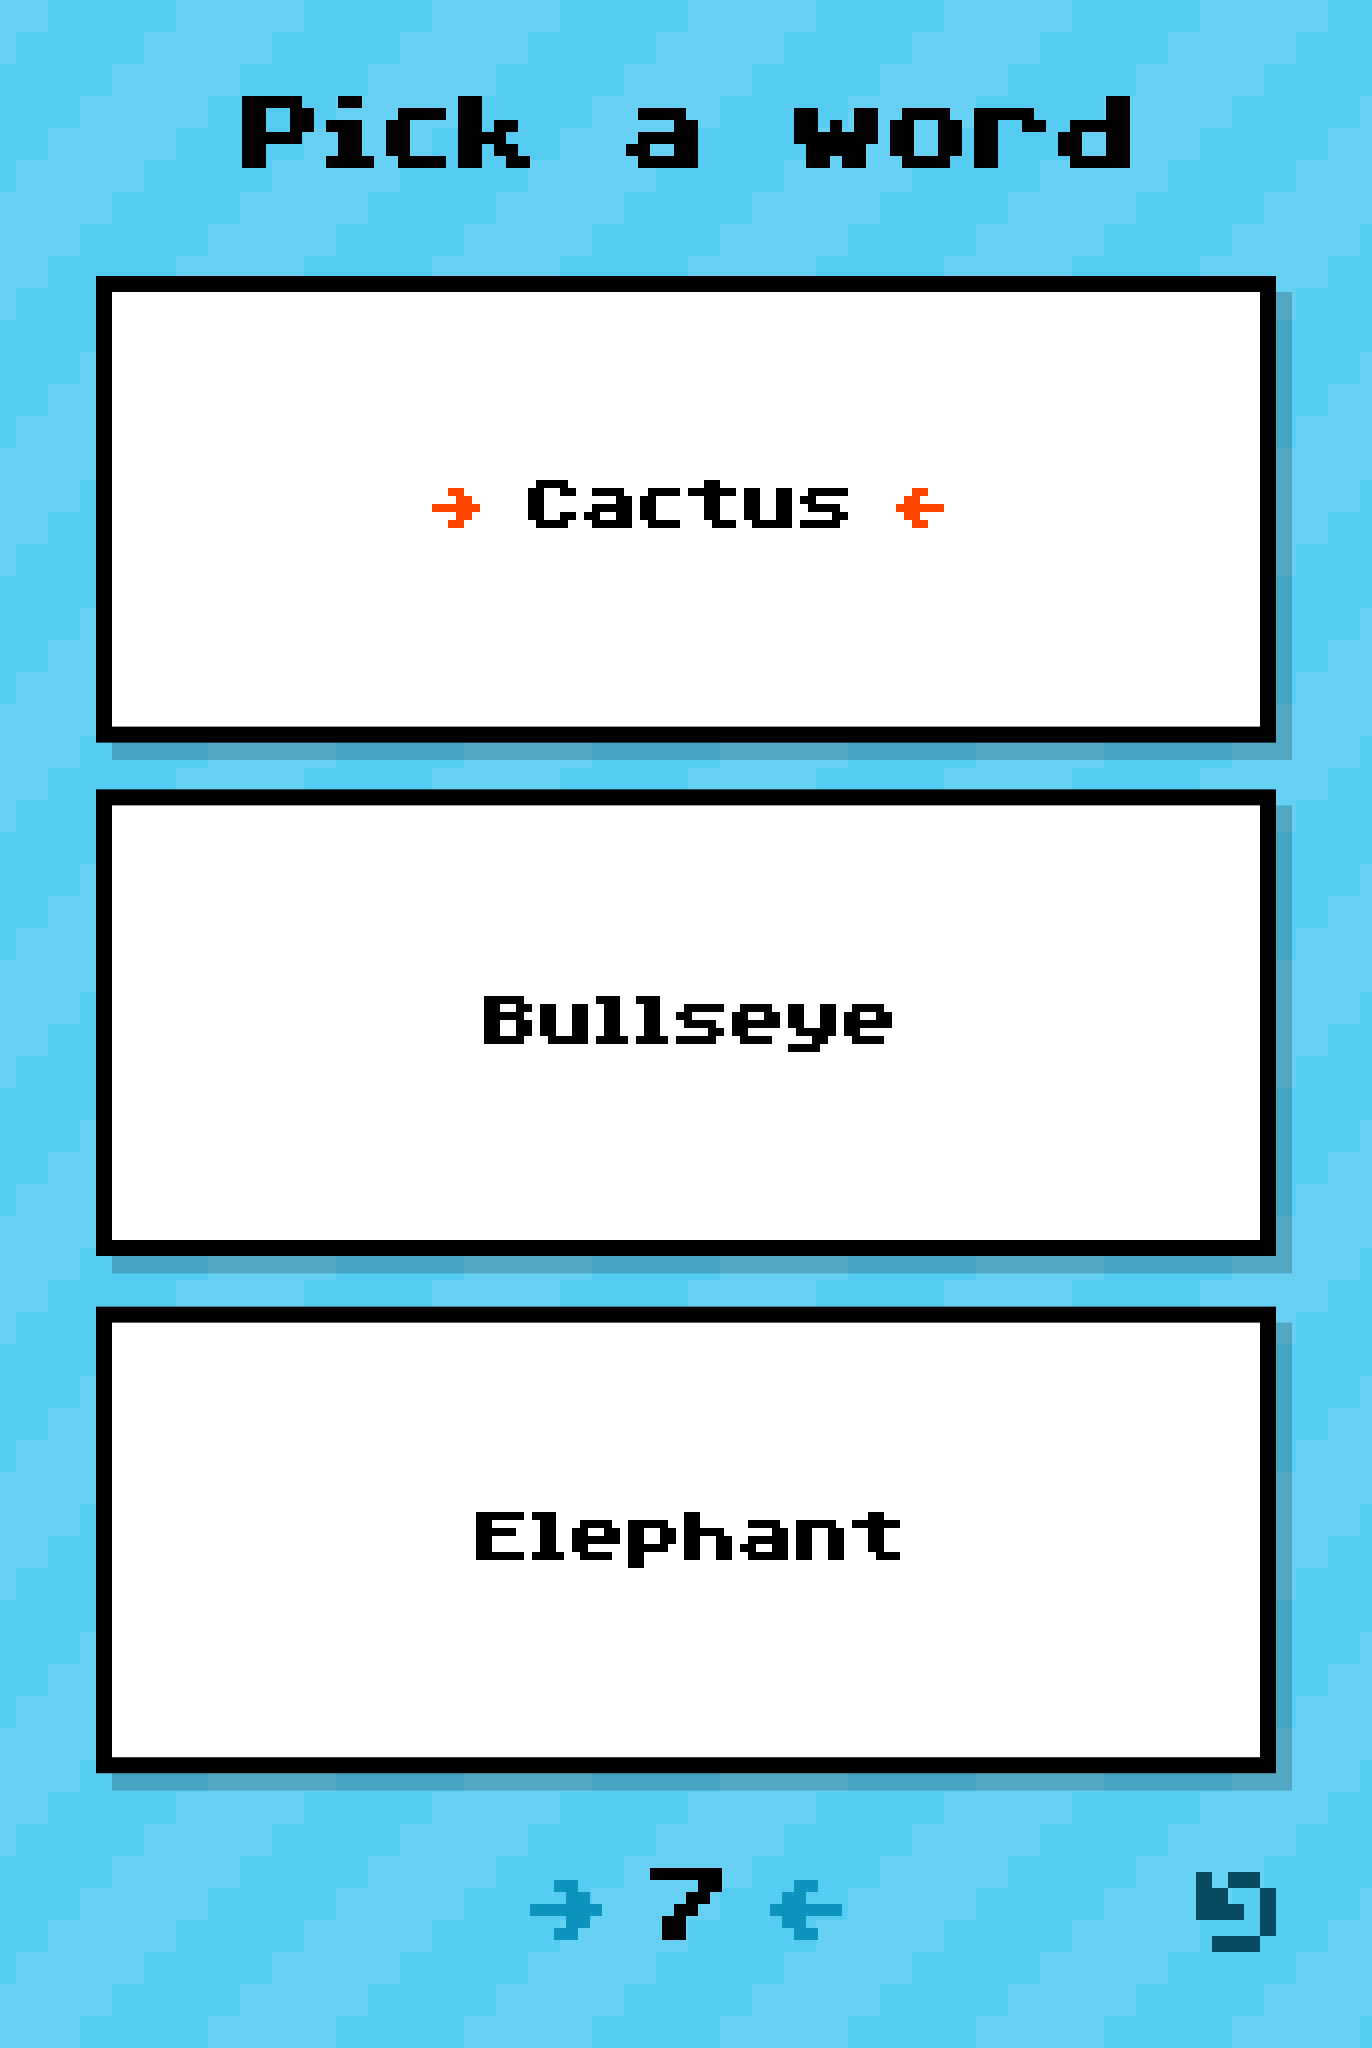 Pick a word
→ Cactus ←
Bullseye
Elephant
→ 7 ←